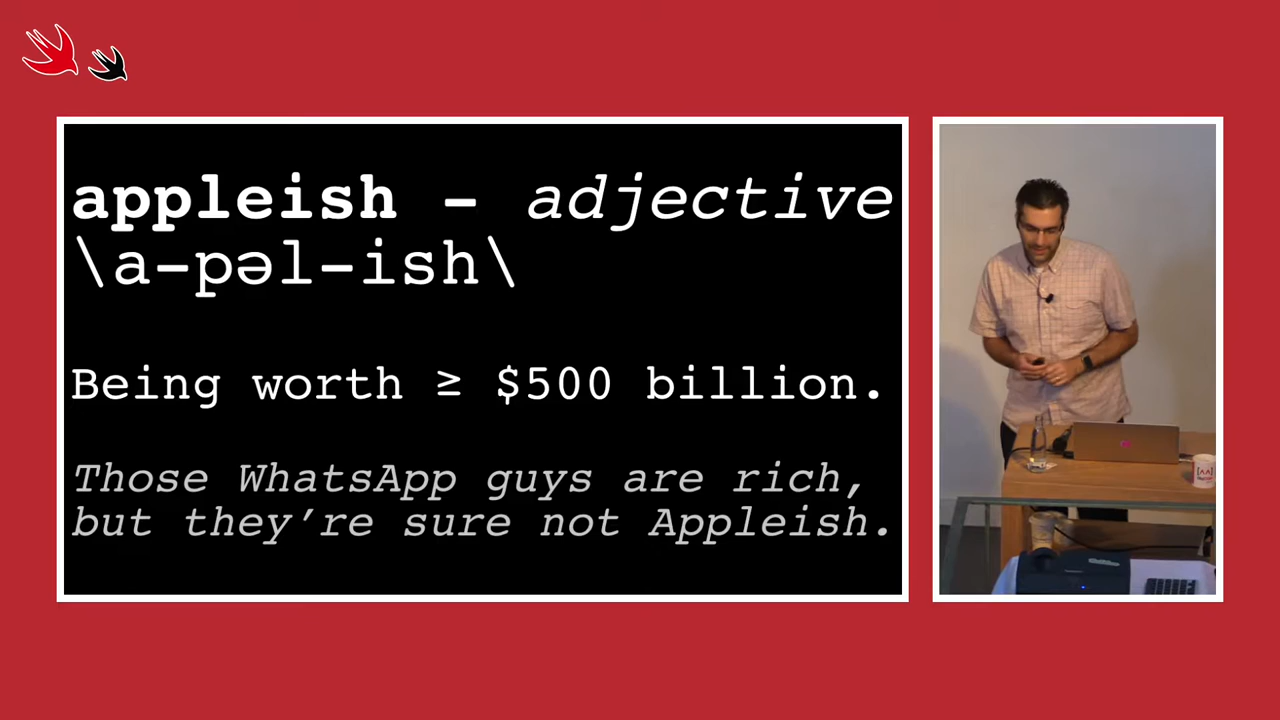 appleish - adjective
\a-pəl-ish\
Being worth ≥ $500 billion.
Those WhatsApp guys are rich,
but they’re sure not Appleish.